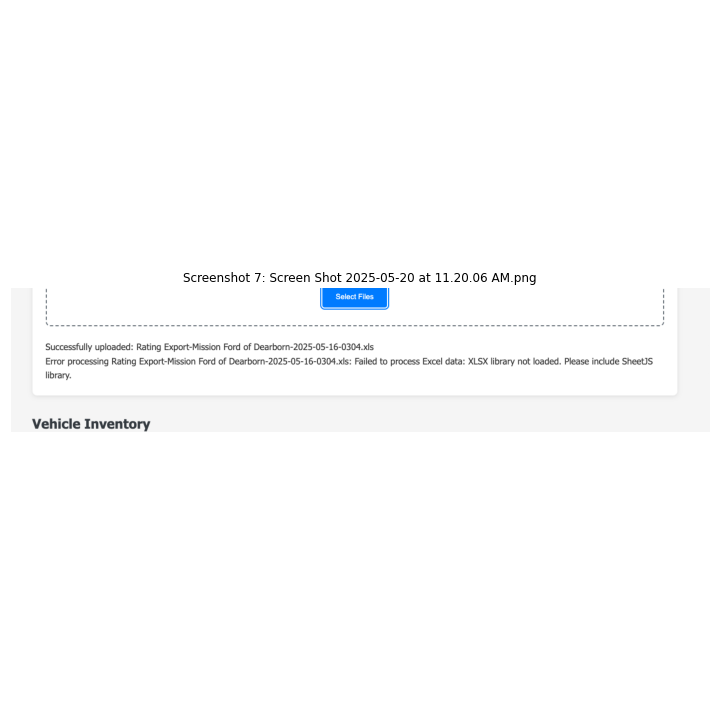 Screenshot 7: Screen Shot 2025-05-20 at 11.20.06 AM.png
Select Files
Successfully uploaded: Rating Export-Mission Ford of Dearborn-2025-05-16-0304.xls
Error processing Rating Export-Mission Ford of Dearborn-2025-05-16-0304.xls: Failed to process Excel data: XLSX library not loaded. Please include SheetJS
library.
Vehicle Inventory